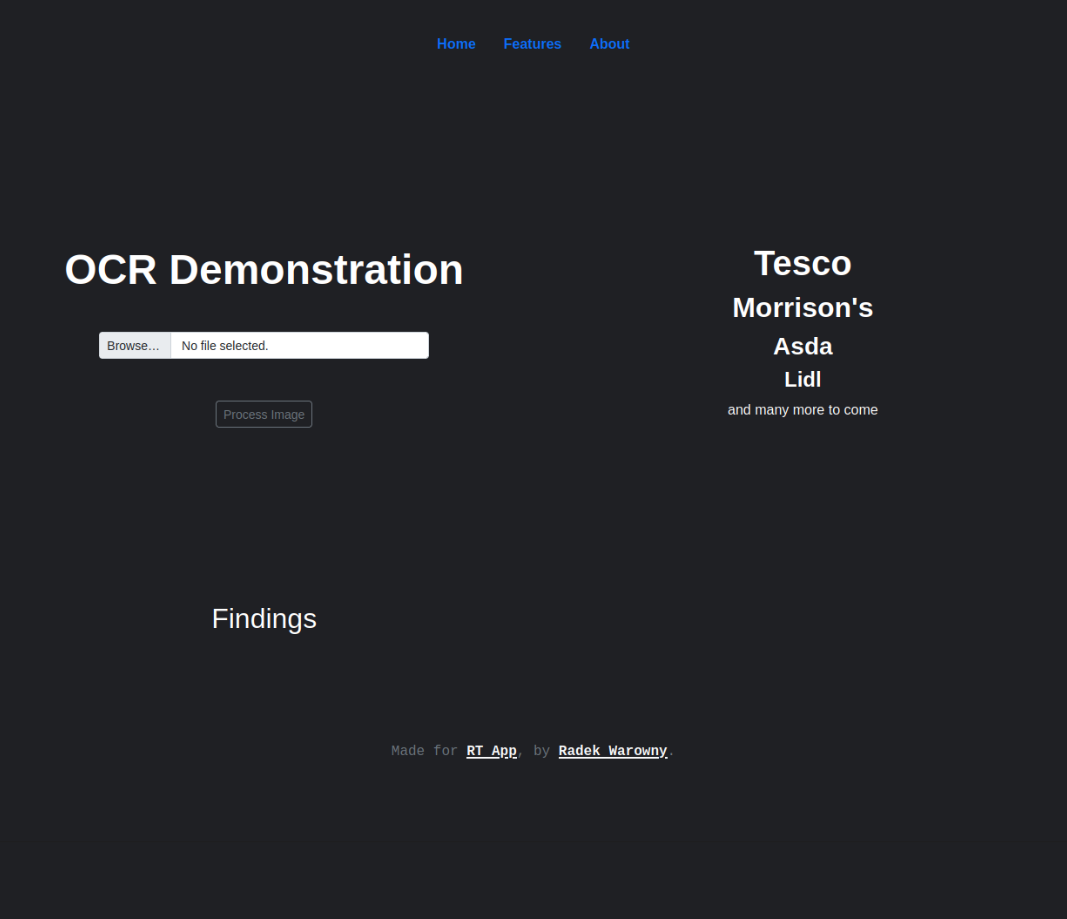 Home Features About
OCR Demonstration
Browse… No file selected.
Process Image
Tesco
Morrison's
Asda
Lidl
and many more to come
Findings
Made for RT App, by Radek Warowny.